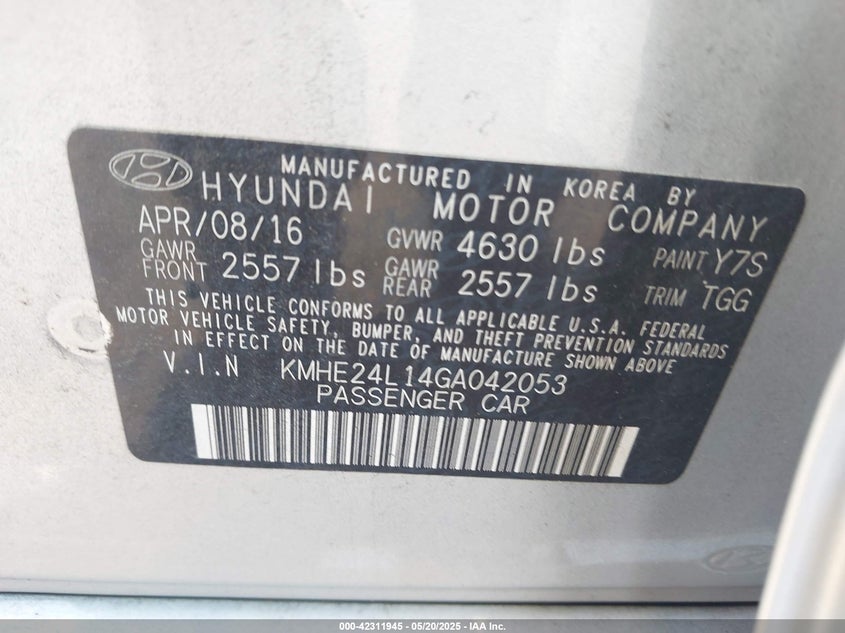 MANUFACTURED IN KOREA BY
HYUNDAI MOTOR COMPANY
APR/08/16 GVWR 4630 lbs PAINT Y7S
GAWR FRONT 2557 lbs GAWR REAR 2557 lbs TRIM TGG
THIS VEHICLE CONFORMS TO ALL APPLICABLE U.S.A. FEDERAL
MOTOR VEHICLE SAFETY, BUMPER, AND THEFT PREVENTION STANDARDS
IN EFFECT ON THE DATE OF MANUFACTURE SHOWN ABOVE
V.I.N KMHE24L14GA042053
PASSENGER CAR
000-42311945 - 05/20/2025 - IAA Inc.